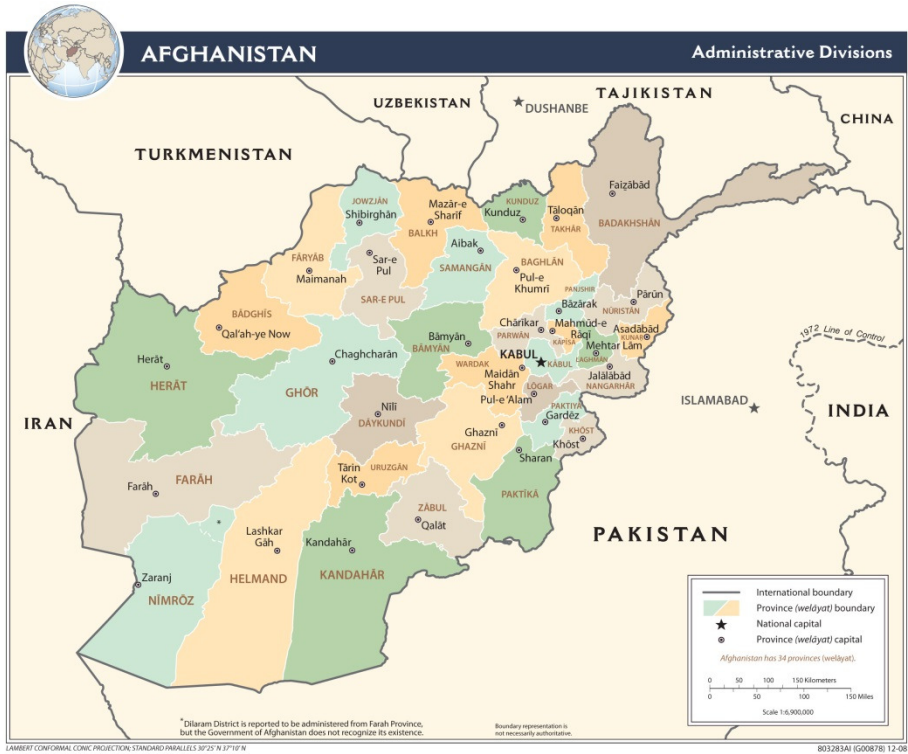 AFGHANISTAN
Administrative Divisions
UZBEKISTAN
DUSHANBE
TAJIKISTAN
CHINA
TURKMENISTAN
JOWZJĀN
Shibirghān
Mazār-e
Sharīf
BALKH
KUNDUZ
Kunduz
Tāloqān
TAKHĀR
Faiẕābād
BADAKHSHĀN
FĀRYĀB
Maimanah
Sar-e
Pul
SAR-E PUL
Aibak
SAMANGĀN
BAGHLĀN
Pul-e
Khumrī
PANJSHIR
Bāzārak
Pārūn
NŪRISTĀN
BĀDGHĪS
Qal‘ah-ye Now
Chārīkār
PARWĀN
Maḩmūd-e
Rāqī
KĀPĪSA
Asadābād
KUNAR
Mehtar Lām
LAGHMĀN
1972 Line of Control
Herāt
HERĀT
Chaghcharān
GHŌR
Bāmyān
BĀMYĀN
KABUL
KĀBUL
WARDAK
Maidān
Shahr
Jalālābād
NANGARHĀR
LŌGAR
Pul-e ‘Alam
ISLAMABAD
INDIA
IRAN
Nīlī
DĀYKUNDĪ
Ghaznī
GHAZNĪ
PAKTIYĀ
Gardēz
KHŌST
Khōst
Sharan
FARĀH
Farāh
Tārin
Kot
URUZGĀN
ZĀBUL
Qalāt
PAKTĪKĀ
PAKISTAN
*
Lashkar
Gāh
Kandahār
Zaranj
NĪMRŌZ
HELMAND
KANDAHĀR
International boundary
Province (welāyat) boundary
National capital
Province (welāyat) capital
Afghanistan has 34 provinces (welāyat).
0 50 100 150 Kilometers
0 50 100 150 Miles
Scale 1:6,900,000
* Dilaram District is reported to be administered from Farah Province,
but the Government of Afghanistan does not recognize its existence.
Boundary representation is
not necessarily authoritative.
LAMBERT CONFORMAL CONIC PROJECTION; STANDARD PARALLELS 30°25' N 37°10' N
803283AI (G00878) 12-08